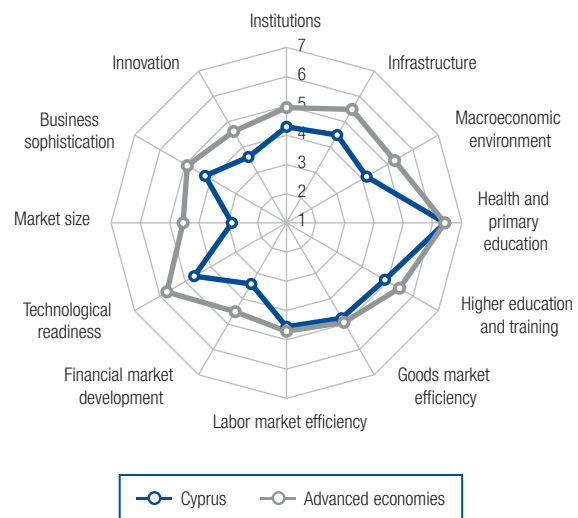 Institutions
Infrastructure
Macroeconomic
environment
Health and
primary
education
Higher education
and training
Goods market
efficiency
Labor market efficiency
Financial market
development
Technological
readiness
Market size
Business
sophistication
Innovation
7
6
5
4
3
2
1
Cyprus
Advanced economies